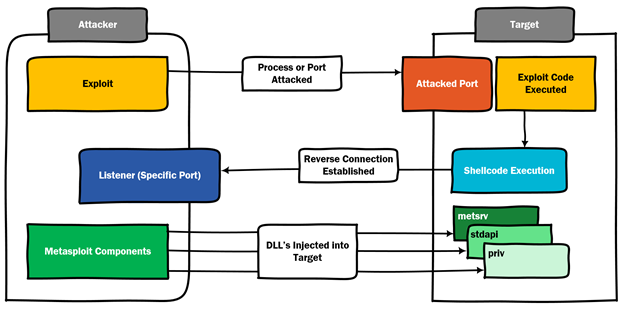 Attacker
Target
Exploit
Process or Port
Attacked
Attacked Port
Exploit Code
Executed
Listener (Specific Port)
Reverse Connection
Established
Shellcode Execution
Metasploit Components
DLL's Injected into
Target
metsrv
stdapi
priv